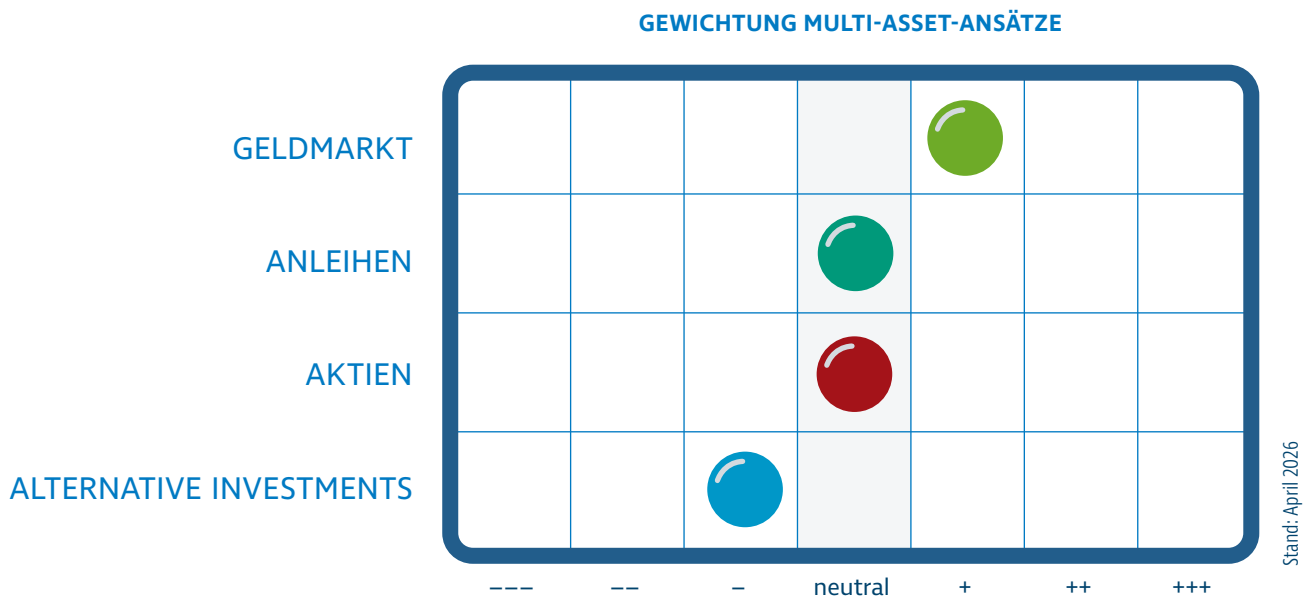 GEWICHTUNG MULTI-ASSET-ANSÄTZE
GELDMARKT
ANLEIHEN
AKTIEN
ALTERNATIVE INVESTMENTS
––– –– – neutral + ++ +++
Stand: April 2026